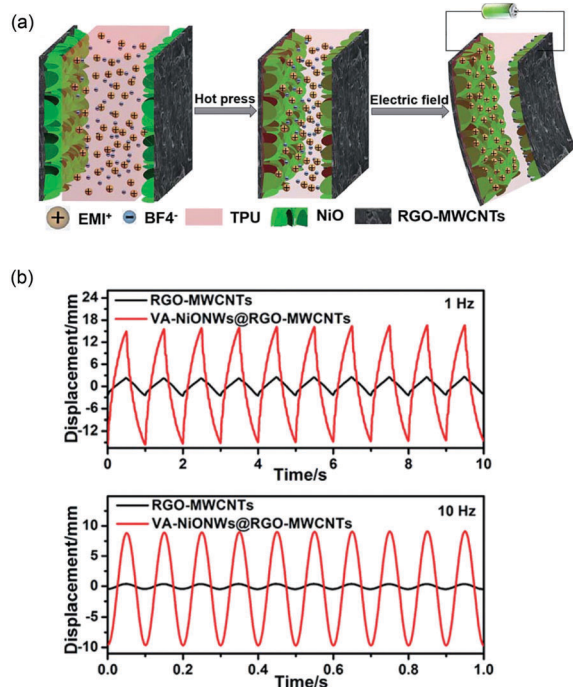 (a)
Hot press
Electric field
EMI⁺ BF4⁻ TPU NiO RGO-MWCNTs
(b)
RGO-MWCNTs 1 Hz
VA-NiONWs@RGO-MWCNTs
Displacement/mm
24
16
8
0
-6
-12
0 2 4 6 8 10
Time/s
RGO-MWCNTs 10 Hz
VA-NiONWs@RGO-MWCNTs
Displacement/mm
10
5
0
-5
-10
0.0 0.2 0.4 0.6 0.8 1.0
Time/s